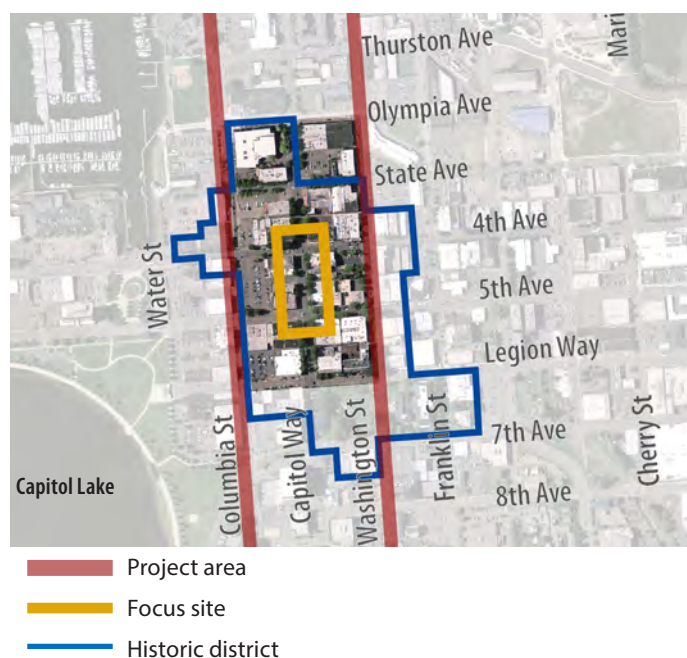 Thurston Ave
Mari
Olympia Ave
State Ave
4th Ave
Water St
5th Ave
Legion Way
Columbia St
Capitol Way
Washington St
Franklin St
7th Ave
Cherry St
Capitol Lake
8th Ave
Project area
Focus site
Historic district